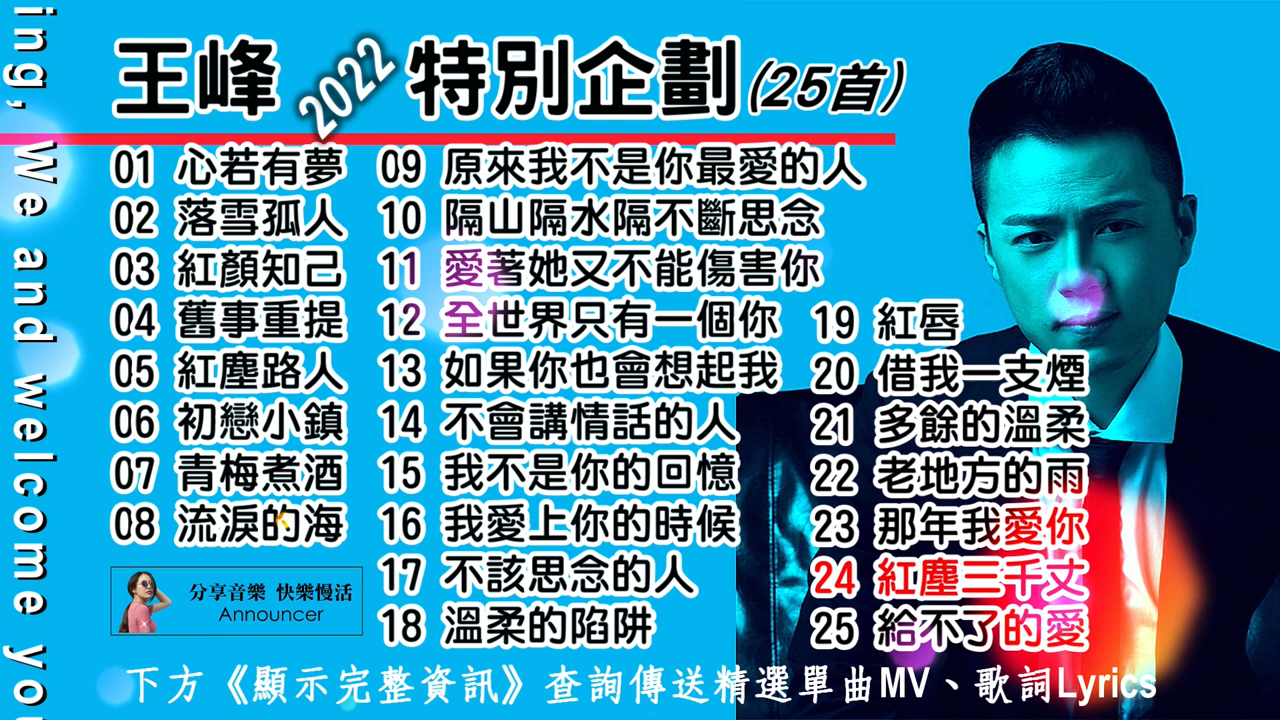 ing, We and welcome you
王峰 2022 特別企劃 (25首)
01 心若有夢
02 落雪孤人
03 紅顏知己
04 舊事重提
05 紅塵路人
06 初戀小鎮
07 青梅煮酒
08 流淚的海
09 原來我不是你最愛的人
10 隔山隔水隔不斷思念
11 愛著她又不能傷害你
12 全世界只有一個你
13 如果你也會想起我
14 不會講情話的人
15 我不是你的回憶
16 我愛上你的時候
17 不該思念的人
18 溫柔的陷阱
19 紅唇
20 借我一支煙
21 多餘的溫柔
22 老地方的雨
23 那年我愛你
24 紅塵三千丈
25 給不了的愛
分享音樂 快樂慢活
Announcer
下方《顯示完整資訊》查詢傳送精選單曲MV、歌詞Lyrics